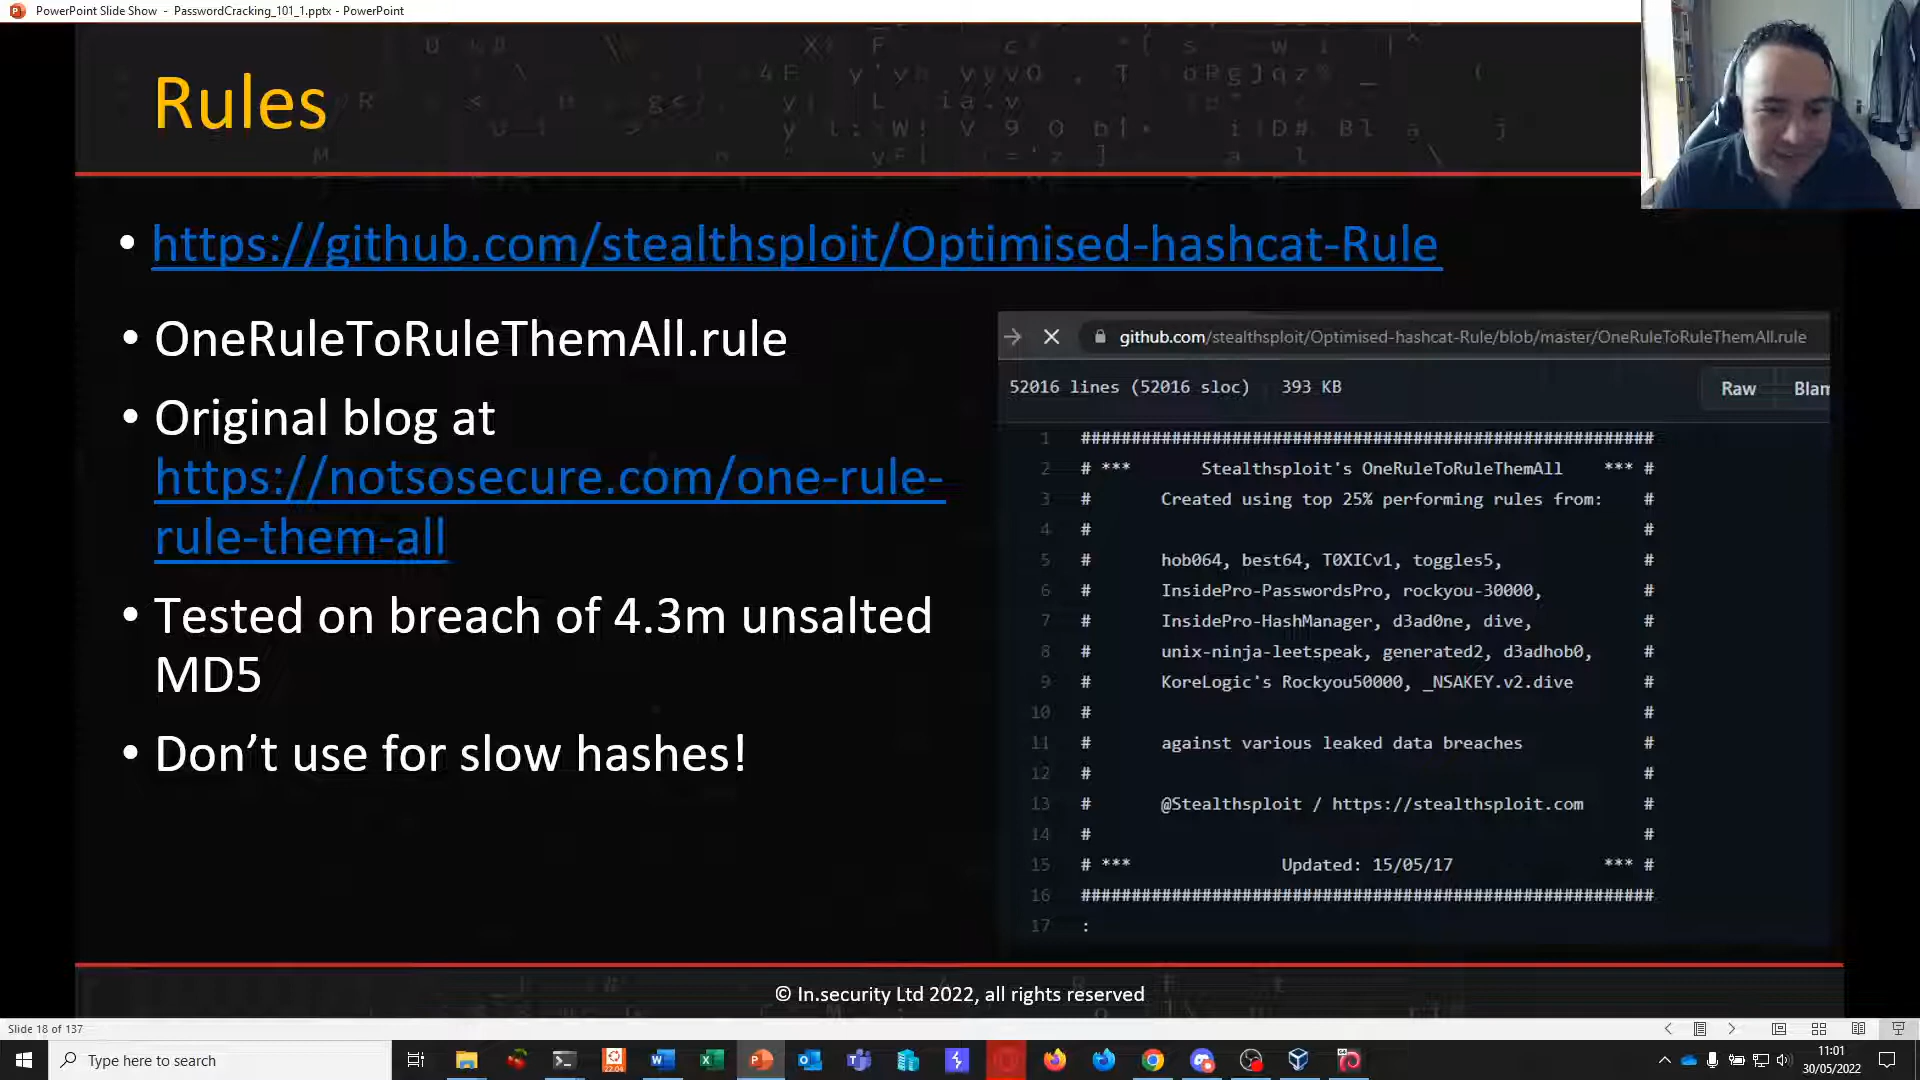 PowerPoint Slide Show - PasswordCracking_101_1.pptx - PowerPoint
Rules
• https://github.com/stealthsploit/Optimised-hashcat-Rule
• OneRuleToRuleThemAll.rule
• Original blog at
https://notsosecure.com/one-rule-
rule-them-all
• Tested on breach of 4.3m unsalted
MD5
• Don’t use for slow hashes!
github.com/stealthsploit/Optimised-hashcat-Rule/blob/master/OneRuleToRuleThemAll.rule
52016 lines (52016 sloc) 393 KB
Raw Blam
1 ########################################################
2 # *** Stealthsploit's OneRuleToRuleThemAll *** #
3 # Created using top 25% performing rules from: #
4 # #
5 # hob064, best64, T0XICv1, toggles5, #
6 # InsidePro-PasswordsPro, rockyou-30000, #
7 # InsidePro-HashManager, d3ad0ne, dive, #
8 # unix-ninja-leetspeak, generated2, d3adhob0, #
9 # KoreLogic's Rockyou50000, _NSAKEY.v2.dive #
10 # #
11 # against various leaked data breaches #
12 # #
13 # @Stealthsploit / https://stealthsploit.com #
14 # #
15 # *** Updated: 15/05/17 *** #
16 ########################################################
17 :
© In.security Ltd 2022, all rights reserved
Slide 18 of 137
Type here to search
22.04
11:01
30/05/2022